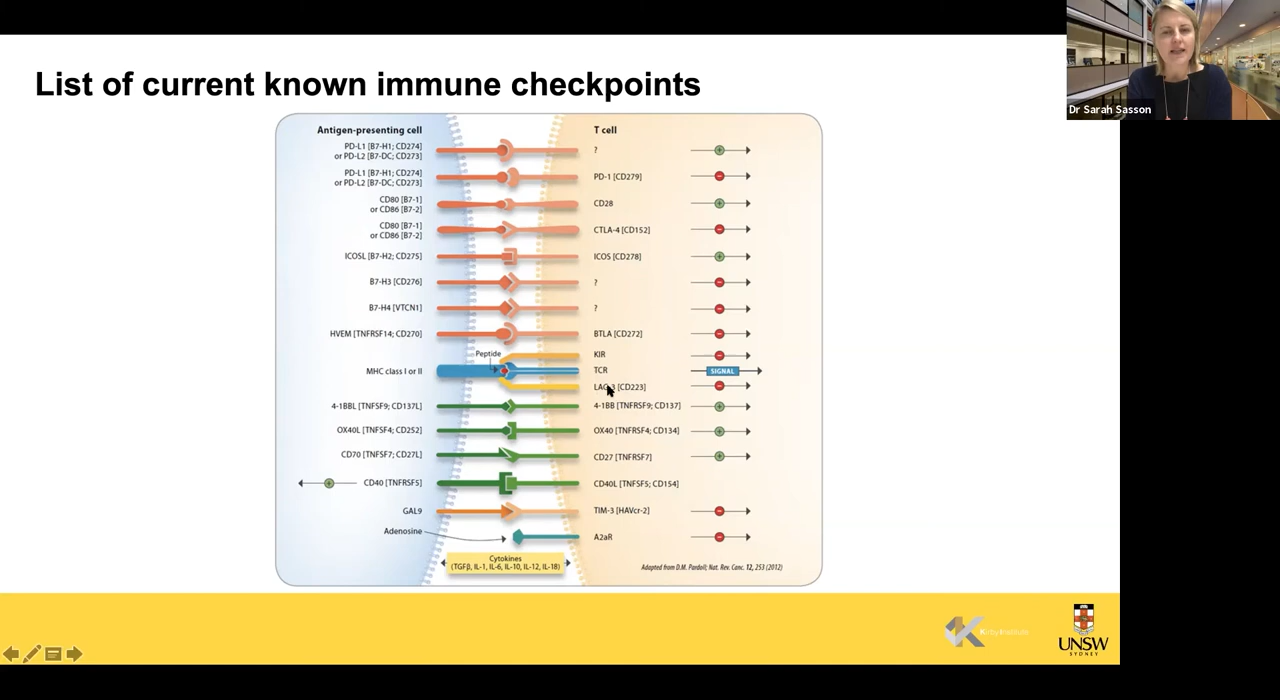 Dr Sarah Sasson
List of current known immune checkpoints
Antigen-presenting cell
T cell
PD-L1 [B7-H1; CD274]
or PD-L2 [B7-DC; CD273]
?
PD-L1 [B7-H1; CD274]
or PD-L2 [B7-DC; CD273]
PD-1 [CD279]
CD80 [B7-1]
or CD86 [B7-2]
CD28
CD80 [B7-1]
or CD86 [B7-2]
CTLA-4 [CD152]
ICOSL [B7-H2; CD275]
ICOS [CD278]
B7-H3 [CD276]
?
B7-H4 [VTCN1]
?
HVEM [TNFRSF14; CD270]
BTLA [CD272]
Peptide
KIR
MHC class I or II
TCR
SIGNAL
LAG-3 [CD223]
4-1BBL [TNFSF9; CD137L]
4-1BB [TNFRSF9; CD137]
OX40L [TNFSF4; CD252]
OX40 [TNFRSF4; CD134]
CD70 [TNFSF7; CD27L]
CD27 [TNFRSF7]
CD40 [TNFRSF5]
CD40L [TNFSF5; CD154]
GAL9
TIM-3 [HAVcr-2]
Adenosine
A2aR
Cytokines
(TGFβ, IL-1, IL-6, IL-10, IL-12, IL-18)
Adapted from D.M. Pardoll; Nat. Rev. Canc. 12, 253 (2012)
Kirby Institute
UNSW
SYDNEY